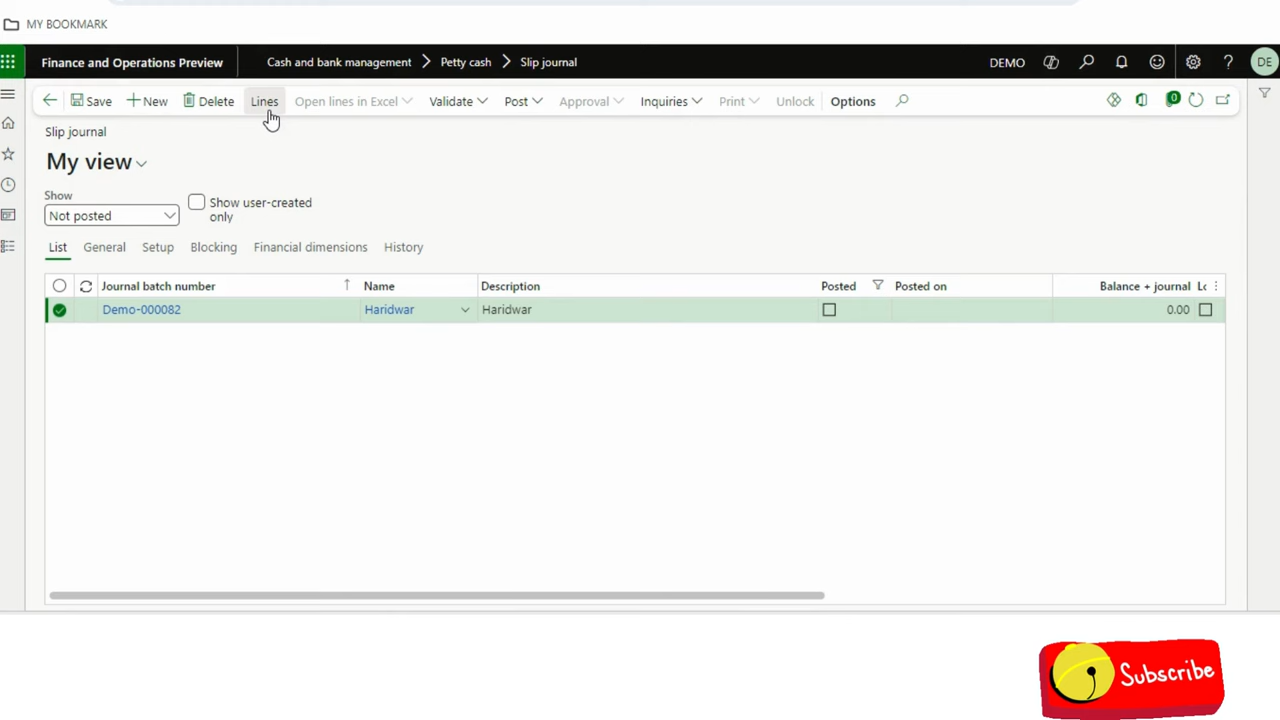 MY BOOKMARK
Finance and Operations Preview Cash and bank management Petty cash Slip journal DEMO DE
Save New Delete Lines Open lines in Excel Validate Post Approval Inquiries Print Unlock Options 0
Slip journal
My view
Show
Not posted
Show user-created
only
List General Setup Blocking Financial dimensions History
Journal batch number Name Description Posted Posted on Balance + journal Lo
Demo-000082 Haridwar Haridwar 0.00
Subscribe